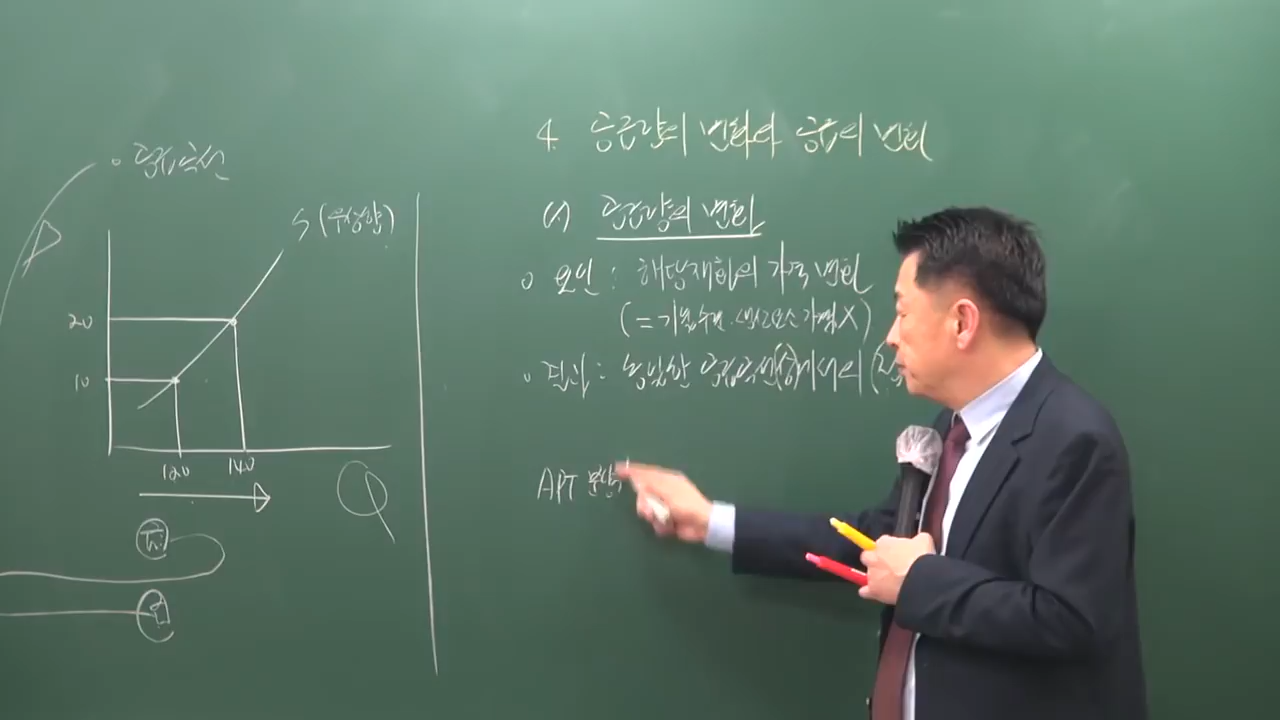 공급곡선
S (우상향)
20
10
120 140
Q
4. 공급량의 변화와 공급의 변화
(1) 공급량의 변화
요인 : 해당재화의 가격 변화
(= 기술수준, 생산요소 가격 X)
동일한 공급곡선(상)에서의 (
APT 분양